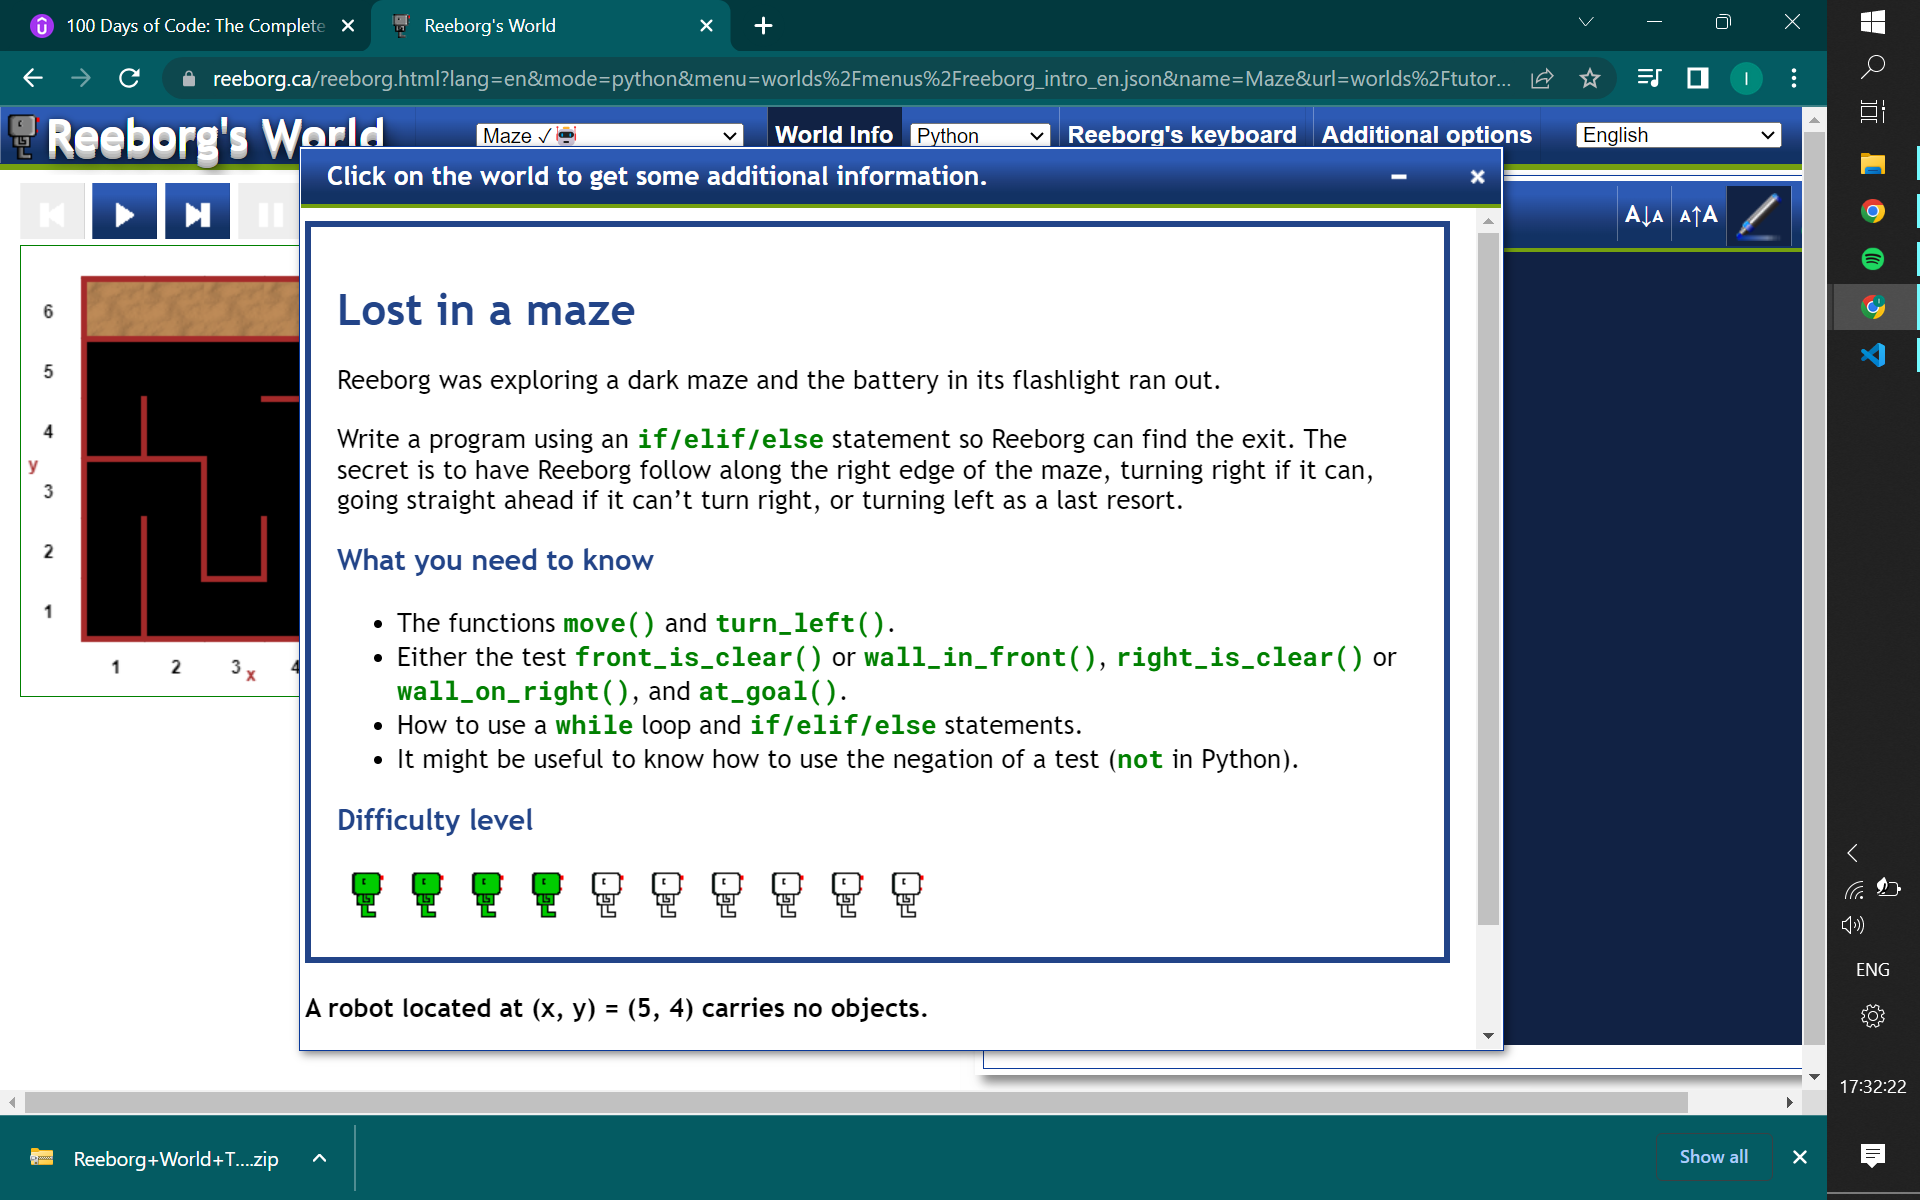 100 Days of Code: The Complete
Reeborg's World
reeborg.ca/reeborg.html?lang=en&mode=python&menu=worlds%2Fmenus%2Freeborg_intro_en.json&name=Maze&url=worlds%2Ftutor...
I
Reeborg's World
Maze ✓
World Info
Python
Reeborg's keyboard
Additional options
English
Click on the world to get some additional information.
A↓A
A↑A
Lost in a maze
Reeborg was exploring a dark maze and the battery in its flashlight ran out.
Write a program using an if/elif/else statement so Reeborg can find the exit. The
secret is to have Reeborg follow along the right edge of the maze, turning right if it can,
going straight ahead if it can’t turn right, or turning left as a last resort.
What you need to know
• The functions move() and turn_left().
• Either the test front_is_clear() or wall_in_front(), right_is_clear() or
wall_on_right(), and at_goal().
• How to use a while loop and if/elif/else statements.
• It might be useful to know how to use the negation of a test (not in Python).
Difficulty level
A robot located at (x, y) = (5, 4) carries no objects.
6
5
4
y
3
2
1
1 2 3 x 4
ENG
17:32:22
Reeborg+World+T....zip
Show all